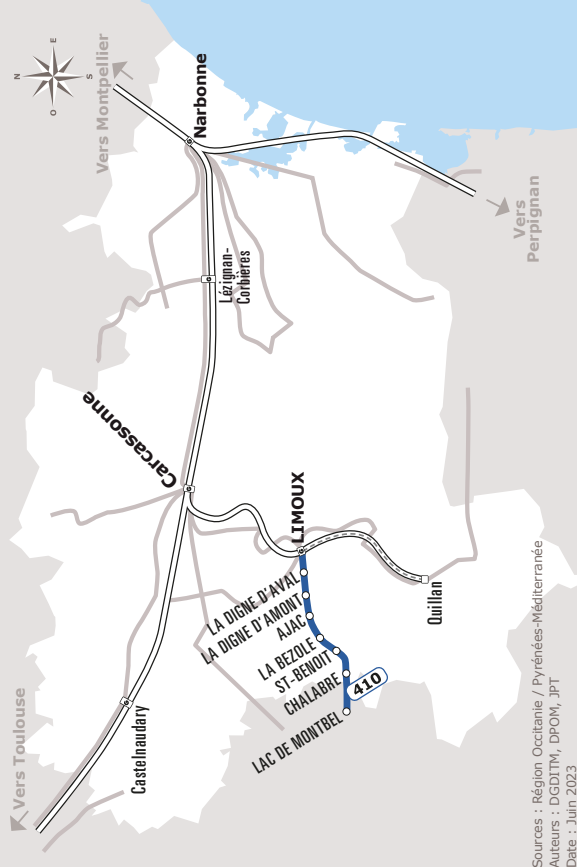 N
E
S
O
Vers Montpellier
Narbonne
Lézignan-
Corbières
Vers
Perpignan
Carcassonne
LIMOUX
LA DIGNE D'AVAL
LA DIGNE D'AMONT
AJAC
LA BEZOLE
ST-BENOIT
CHALABRE
LAC DE MONTBEL
410
Quillan
Castelnaudary
Vers Toulouse
Sources : Région Occitanie / Pyrénées-Méditerranée
Auteurs : DGDITM, DPOM, JPT
Date : Juin 2023